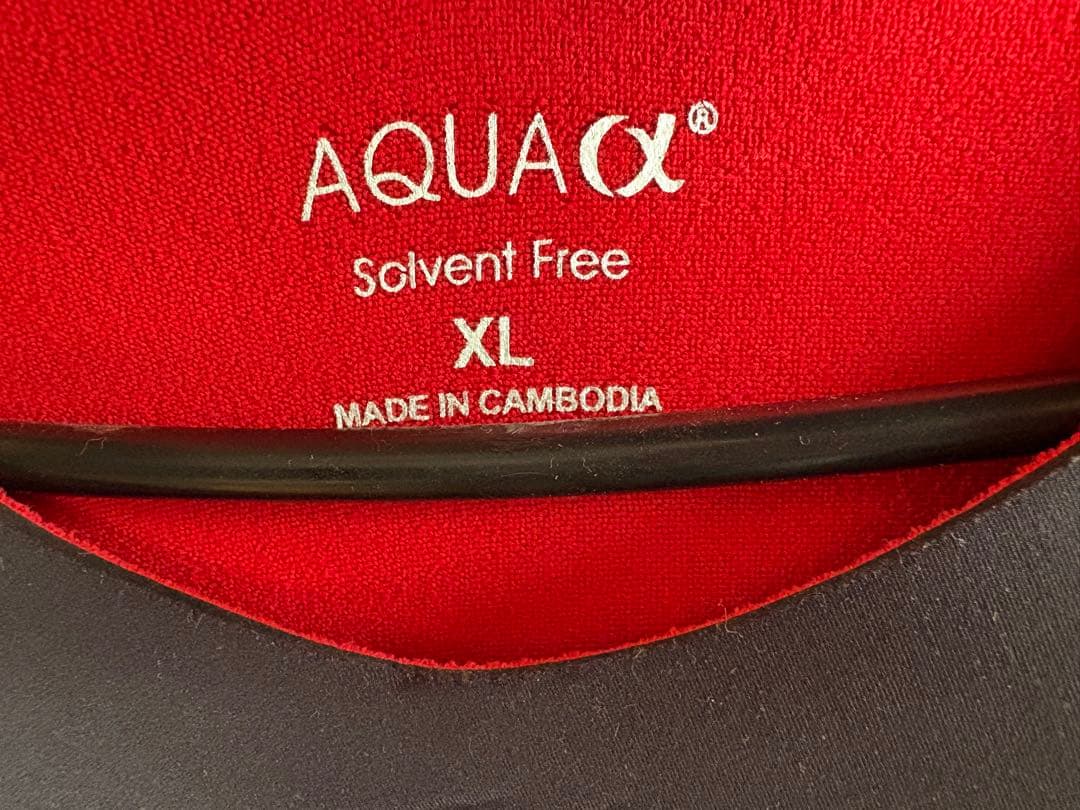 AQUAα®
Solvent Free
XL
MADE IN CAMBODIA